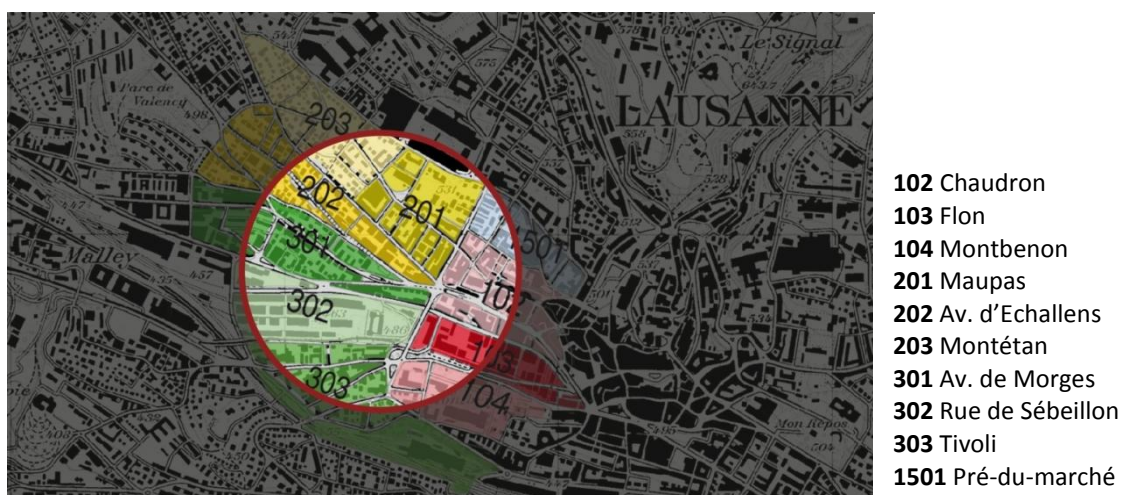 Le Signal
LAUSANNE
Parc de
Valency
Malley
Mon Repos
203
202
201
301
1501
302
303
103
104
102 Chaudron
103 Flon
104 Montbenon
201 Maupas
202 Av. d’Echallens
203 Montétan
301 Av. de Morges
302 Rue de Sébeillon
303 Tivoli
1501 Pré-du-marché